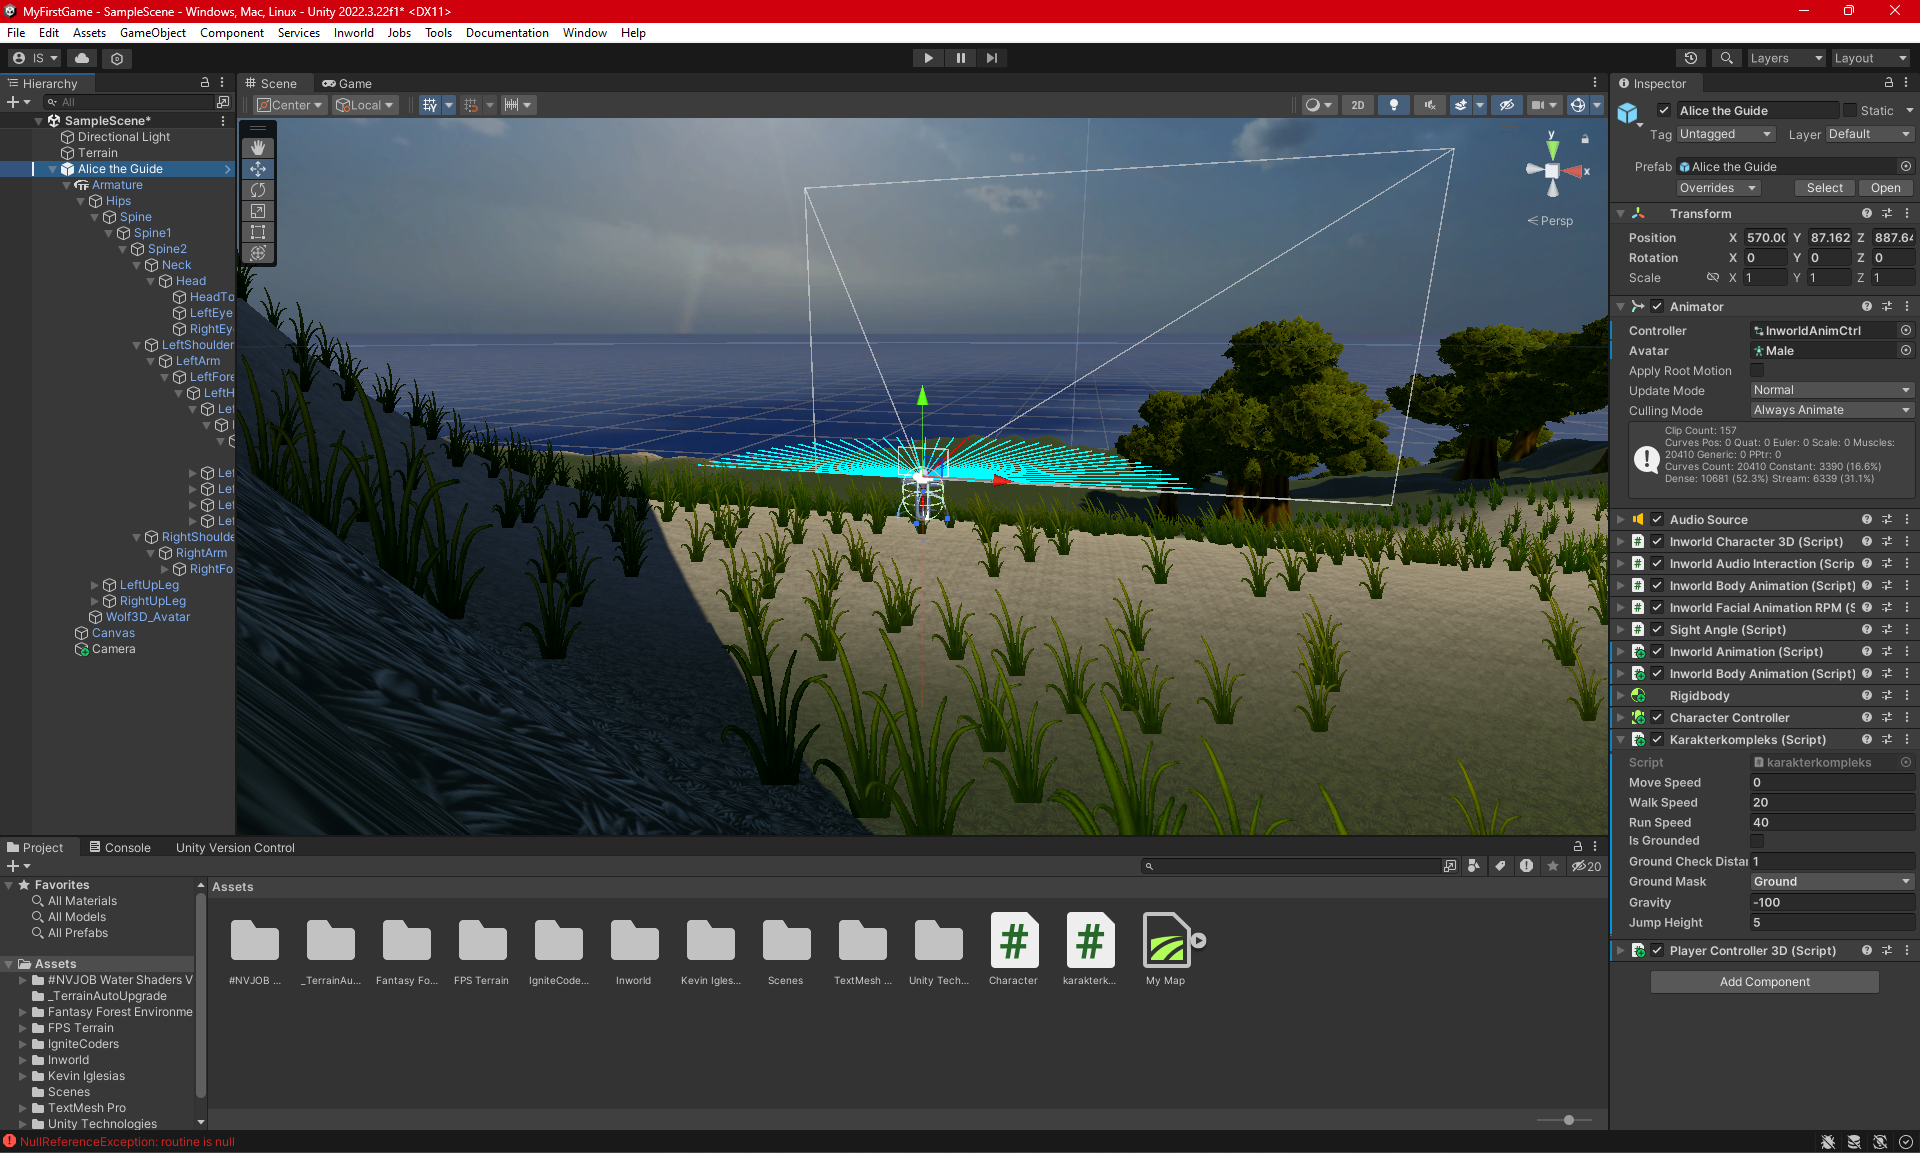 MyFirstGame - SampleScene - Windows, Mac, Linux - Unity 2022.3.22f1* <DX11>
File Edit Assets GameObject Component Services Inworld Jobs Tools Documentation Window Help
IS
Layers Layout
Hierarchy
All
SampleScene*
Directional Light
Terrain
Alice the Guide
Armature
Hips
Spine
Spine1
Spine2
Neck
Head
HeadTo
LeftEye
RightEy
LeftShoulder
LeftArm
LeftFore
LeftH
Lef
Lef
Lef
Lef
Lef
RightShoulde
RightArm
RightFo
LeftUpLeg
RightUpLeg
Wolf3D_Avatar
Canvas
Camera
Scene Game
Center Local
2D
y
x
Persp
Inspector
Alice the Guide Static
Tag Untagged Layer Default
Prefab Alice the Guide
Overrides Select Open
Transform
Position X 570.00 Y 87.162 Z 887.64
Rotation X 0 Y 0 Z 0
Scale X 1 Y 1 Z 1
Animator
Controller InworldAnimCtrl
Avatar Male
Apply Root Motion
Update Mode Normal
Culling Mode Always Animate
Clip Count: 157
Curves Pos: 0 Quat: 0 Euler: 0 Scale: 0 Muscles:
20410 Generic: 0 PPtr: 0
Curves Count: 20410 Constant: 3390 (16.6%)
Dense: 10681 (52.3%) Stream: 6339 (31.1%)
Audio Source
Inworld Character 3D (Script)
Inworld Audio Interaction (Scrip
Inworld Body Animation (Script)
Inworld Facial Animation RPM (S
Sight Angle (Script)
Inworld Animation (Script)
Inworld Body Animation (Script)
Rigidbody
Character Controller
Karakterkompleks (Script)
Script karakterkompleks
Move Speed 0
Walk Speed 20
Run Speed 40
Is Grounded
Ground Check Distar 1
Ground Mask Ground
Gravity -100
Jump Height 5
Player Controller 3D (Script)
Add Component
Project Console Unity Version Control
20
Favorites
All Materials
All Models
All Prefabs
Assets
#NVJOB Water Shaders V
_TerrainAutoUpgrade
Fantasy Forest Environme
FPS Terrain
IgniteCoders
Inworld
Kevin Iglesias
Scenes
TextMesh Pro
Unity Technologies
Assets
#NVJOB ... _TerrainAu... Fantasy Fo... FPS Terrain IgniteCode... Inworld Kevin Igles... Scenes TextMesh ... Unity Tech... Character karakterk... My Map
NullReferenceException: routine is null